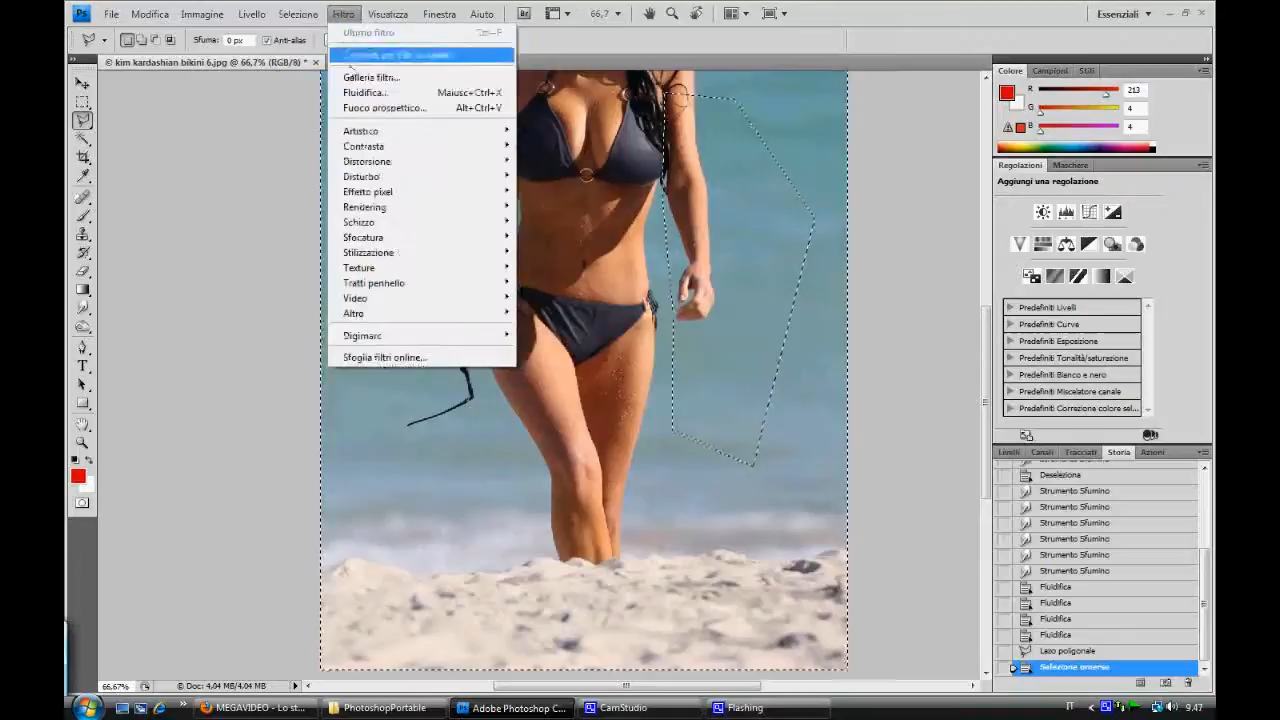 Ps File Modifica Immagine Livello Selezione Filtro Visualizza Finestra Aiuto Br 66,7 Essenziali
Sfuma: 0 px Anti-alias
© kim kardashian bikini 6.jpg @ 66,7% (RGB/8) *
Ultimo filtro Ctrl+F
Galleria filtri...
Fluidifica... Maiusc+Ctrl+X
Fuoco prospettico... Alt+Ctrl+V
Artistico
Contrasta
Distorsione
Disturbo
Effetto pixel
Rendering
Schizzo
Sfocatura
Stilizzazione
Texture
Tratti pennello
Video
Altro
Digimarc
Sfoglia filtri online...
Colore Campioni Stili
R 213
G 4
B 4
Regolazioni Maschere
Aggiungi una regolazione
Predefiniti Livelli
Predefiniti Curve
Predefiniti Esposizione
Predefiniti Tonalità/saturazione
Predefiniti Bianco e nero
Predefiniti Miscelatore canale
Predefiniti Correzione colore sel...
Livelli Canali Tracciati Storia Azioni
Deseleziona
Strumento Sfumino
Strumento Sfumino
Strumento Sfumino
Strumento Sfumino
Strumento Sfumino
Strumento Sfumino
Fluidifica
Fluidifica
Fluidifica
Fluidifica
Lazo poligonale
Selezione inversa
66,67% Doc: 4,04 MB/4,04 MB
MEGAVIDEO - Lo st... PhotoshopPortable Adobe Photoshop C... CamStudio Flashing IT 9.47